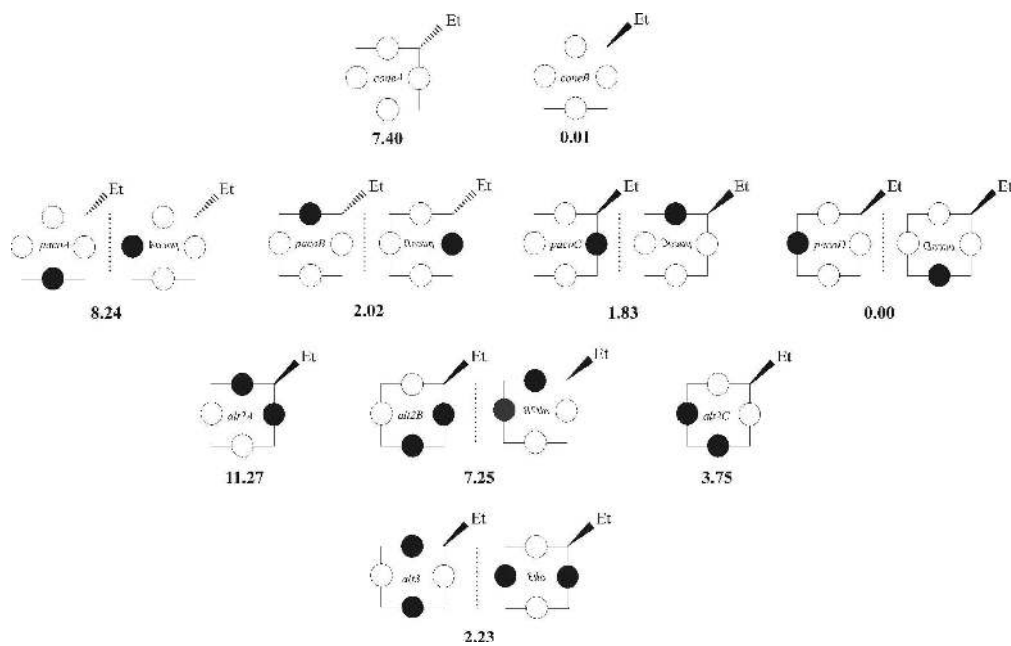 Et Et
coneA coneB
7.40 0.01
Et Et Et Et Et Et Et Et
pacoA pacoB pacoC pacoD
8.24 2.02 1.83 0.00
Et Et Et Et
alt2A alt2B alt2C
11.27 7.25 3.75
Et Et
alt3
2.23